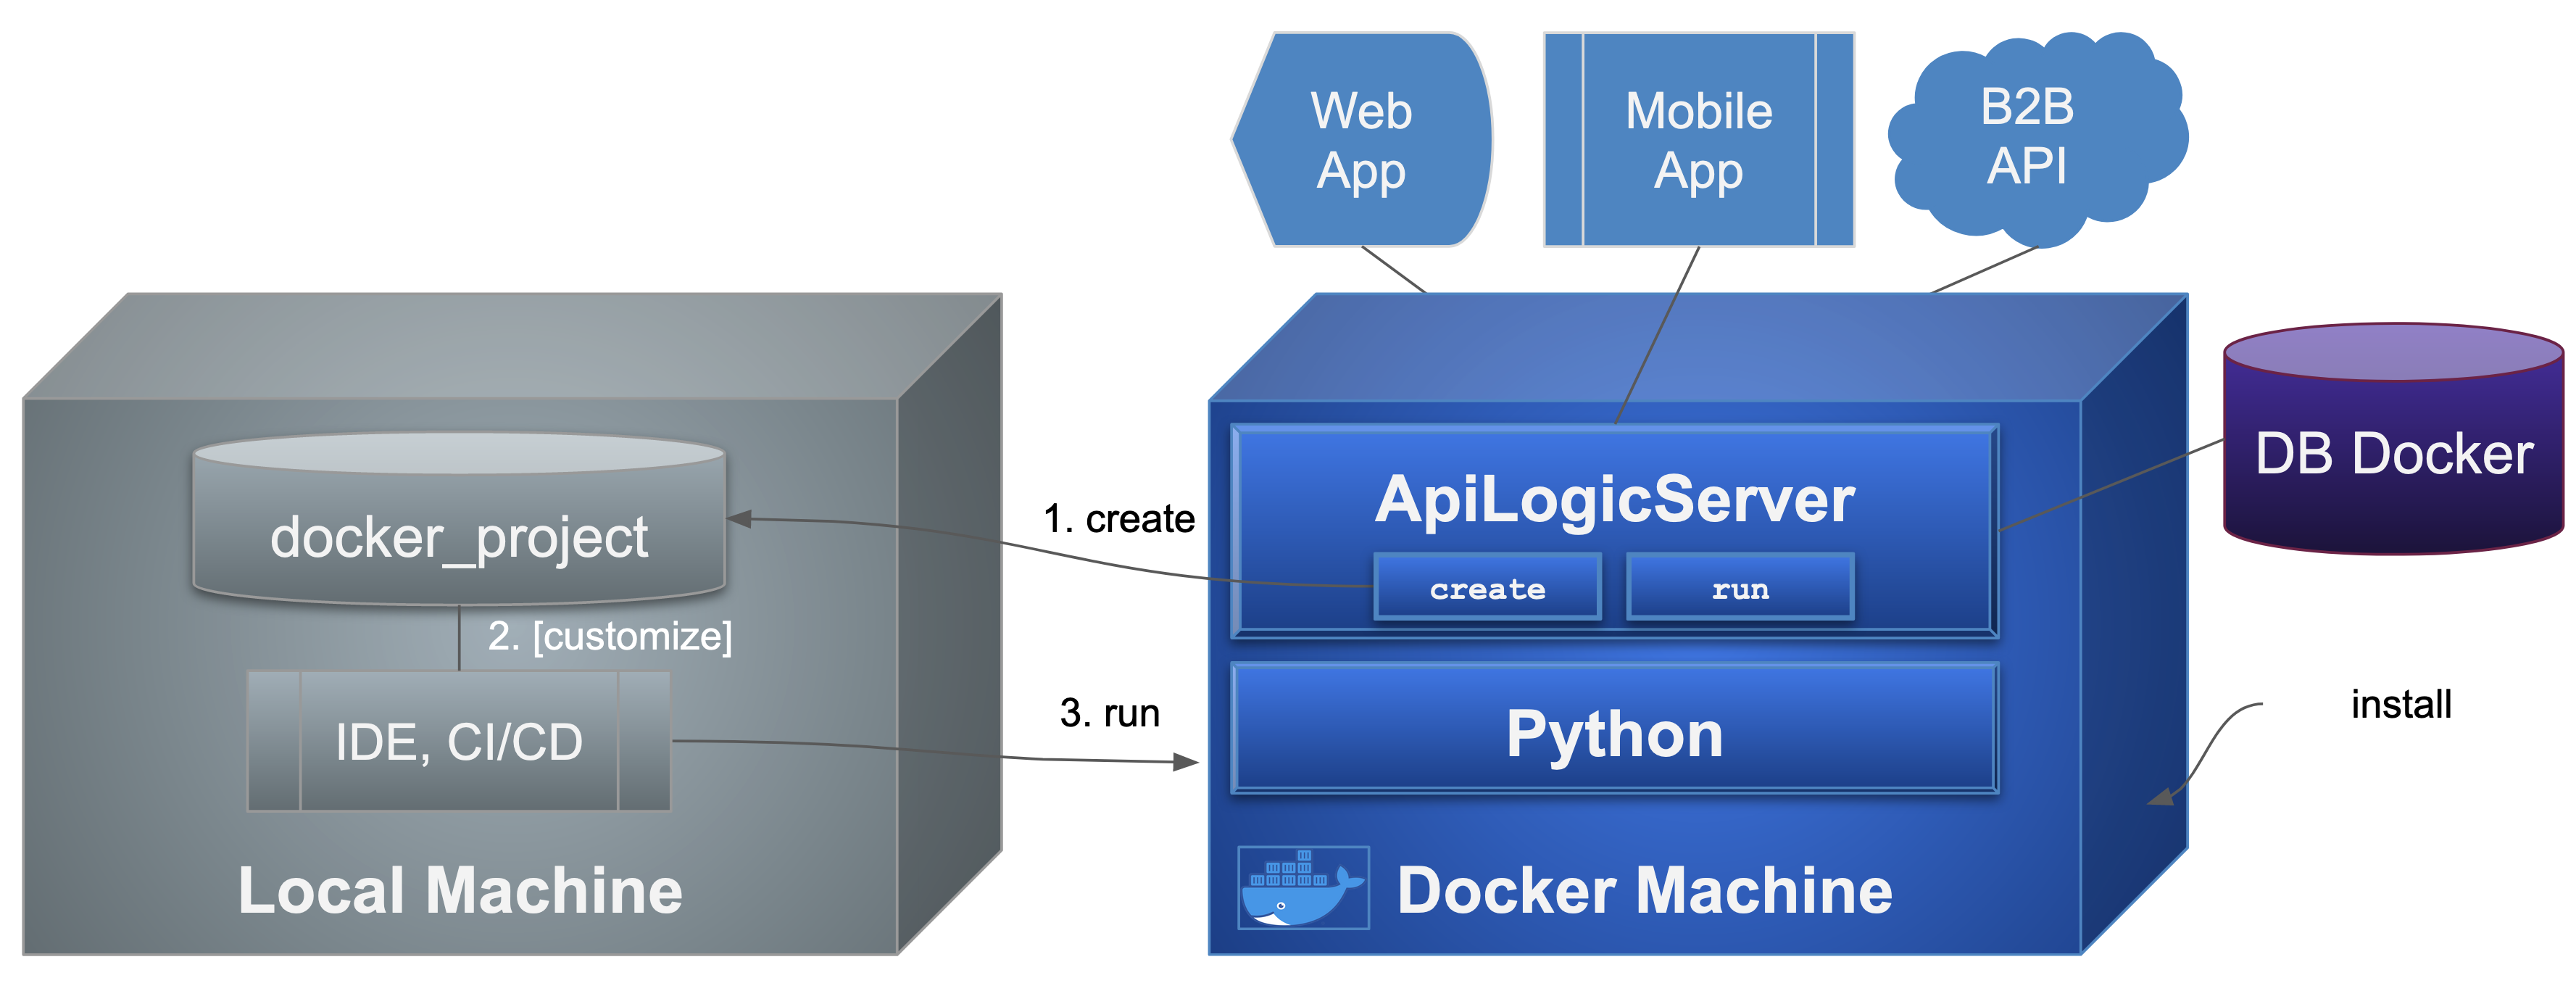 Web
App
Mobile
App
B2B
API
docker_project
2. [customize]
IDE, CI/CD
Local Machine
1. create
3. run
ApiLogicServer
create
run
Python
Docker Machine
DB Docker
install